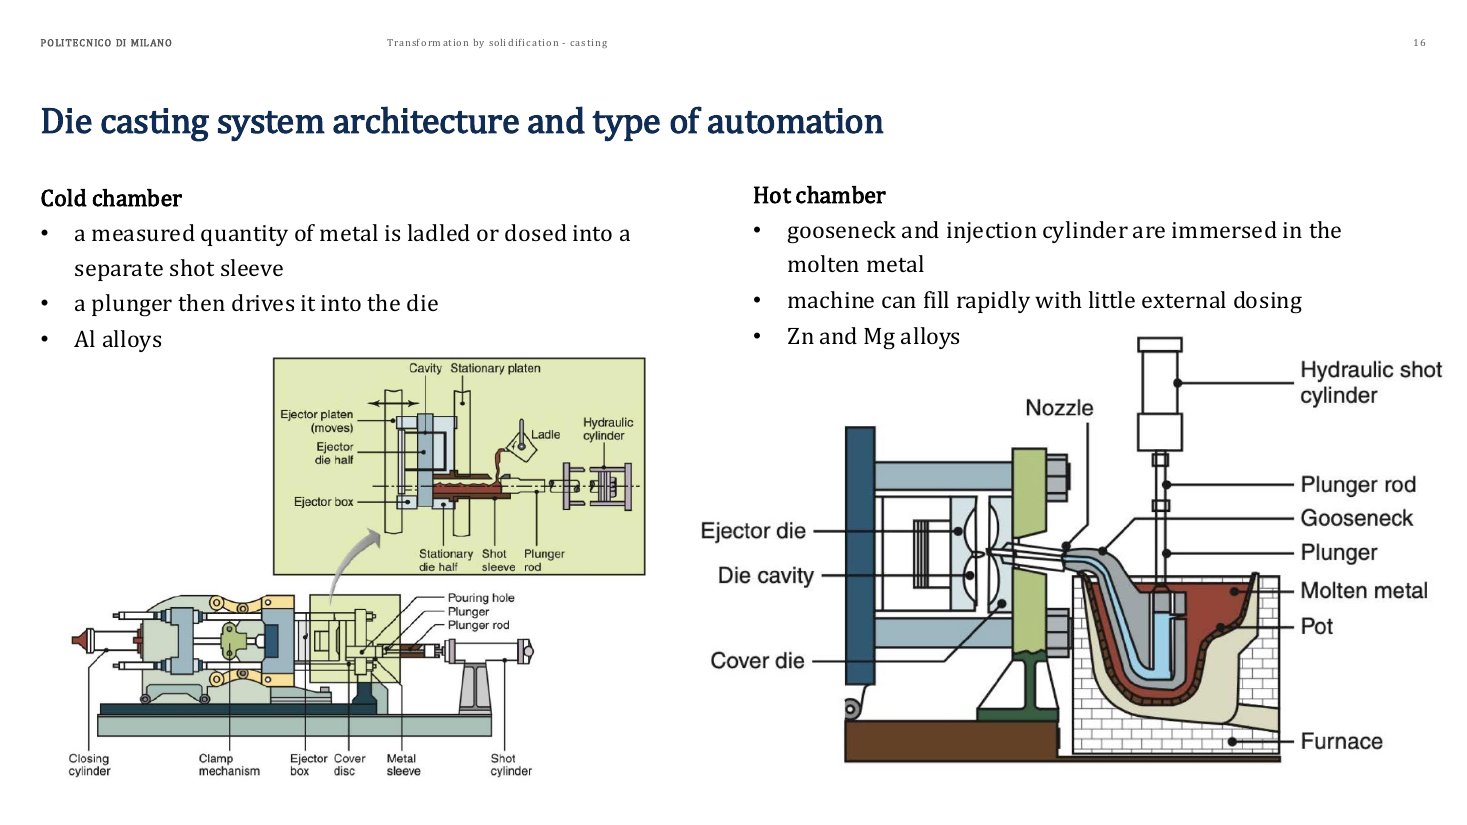 POLITECNICO DI MILANO
Transformation by solidification - casting
16
Die casting system architecture and type of automation
Cold chamber
• a measured quantity of metal is ladled or dosed into a
separate shot sleeve
• a plunger then drives it into the die
• Al alloys
Hot chamber
• gooseneck and injection cylinder are immersed in the
molten metal
• machine can fill rapidly with little external dosing
• Zn and Mg alloys
Cavity
Stationary platen
Ejector platen
(moves)
Ejector
die half
Ejector box
Ladle
Hydraulic
cylinder
Stationary
die half
Shot
sleeve
Plunger
rod
Pouring hole
Plunger
Plunger rod
Closing
cylinder
Clamp
mechanism
Ejector
box
Cover
disc
Metal
sleeve
Shot
cylinder
Nozzle
Hydraulic shot
cylinder
Plunger rod
Gooseneck
Plunger
Molten metal
Pot
Furnace
Ejector die
Die cavity
Cover die